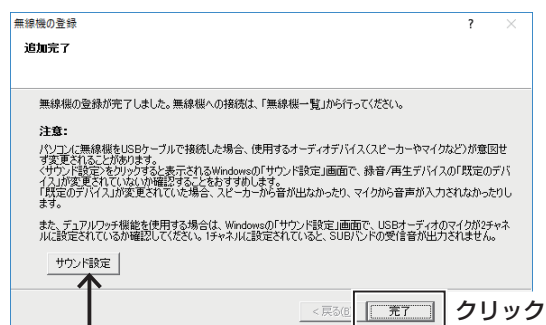 無線機の登録 ?
追加完了
無線機の登録が完了しました。無線機への接続は、「無線機一覧」から行ってください。
注意:
パソコンに無線機をUSBケーブルで接続した場合、使用するオーディオデバイス(スピーカーやマイクなど)が意図せ
ず変更されることがあります。
<サウンド設定>をクリックすると表示されるWindowsの「サウンド設定」画面で、録音/再生デバイスの「既定のデバ
イス」が変更されていないか確認することをおすすめします。
「既定のデバイス」が変更されていた場合、スピーカーから音が出なかったり、マイクから音声が入力されなかったりし
ます。
また、デュアルワッチ機能を使用する場合は、Windowsの「サウンド設定」画面で、USBオーディオのマイクが2チャネ
ルに設定されているか確認してください。1チャネルに設定されていると、SUBバンドの受信音が出力されません。
サウンド設定
< 戻る(B 完了 クリック